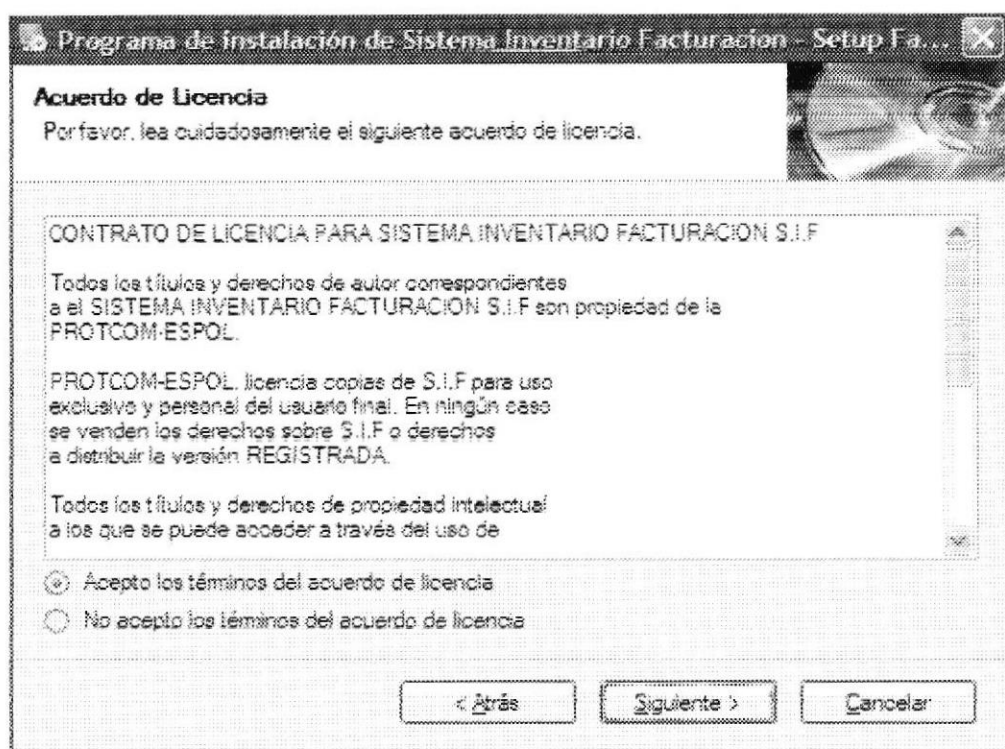 Programa de instalación de Sistema Inventario Facturacion - Setup Fa...
Acuerdo de Licencia
Por favor, lea cuidadosamente el siguiente acuerdo de licencia.
CONTRATO DE LICENCIA PARA SISTEMA INVENTARIO FACTURACION S.I.F
Todos los títulos y derechos de autor correspondientes
a el SISTEMA INVENTARIO FACTURACION S.I.F son propiedad de la
PROTCOM-ESPOL.
PROTCOM-ESPOL. licencia copias de S.I.F para uso
exclusivo y personal del usuario final. En ningún caso
se venden los derechos sobre S.I.F o derechos
a distribuir la versión REGISTRADA.
Todos los títulos y derechos de propiedad intelectual
a los que se puede acceder a través del uso de
Acepto los términos del acuerdo de licencia
No acepto los términos del acuerdo de licencia
< Atrás
Siguiente >
Cancelar